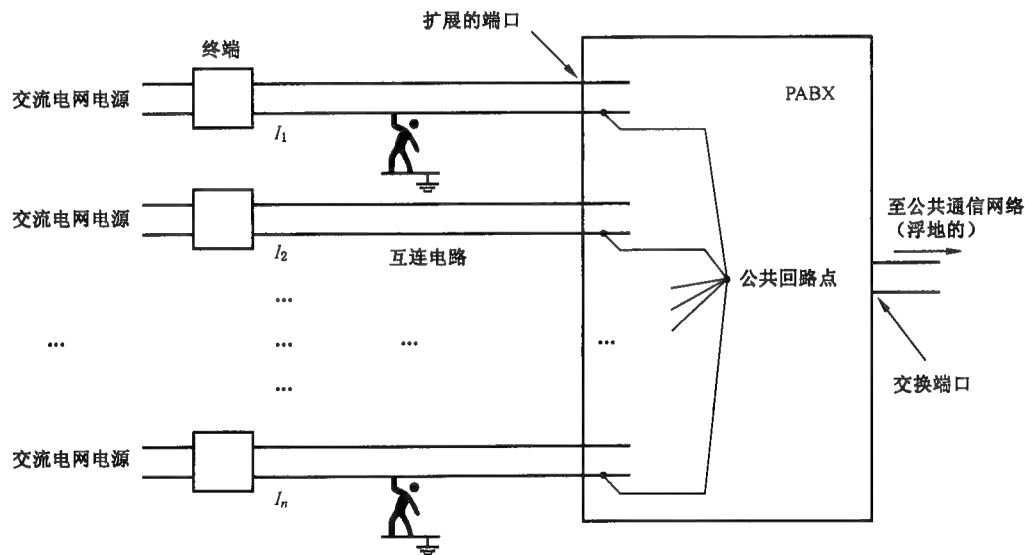 扩展的端口
终端
PABX
交流电网电源
I₁
交流电网电源
至公共通信网络
（浮地的）
I₂
互连电路
公共回路点
...
... ... ... ...
...
交换端口
交流电网电源
Iₙ